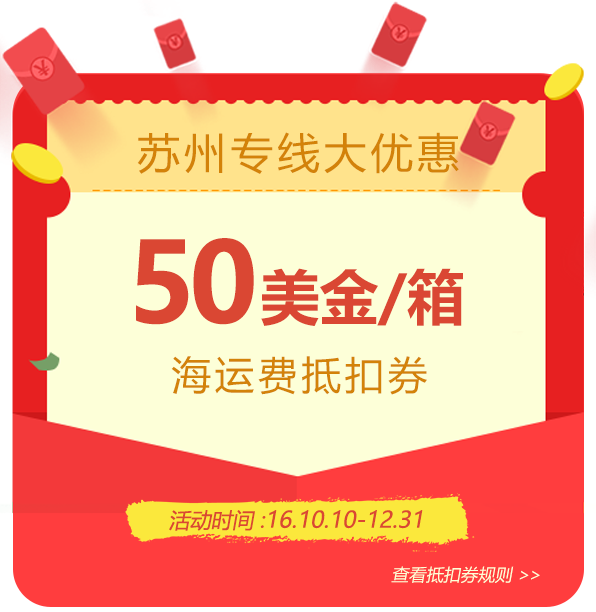 苏州专线大优惠
50美金/箱
海运费抵扣券
活动时间 :16.10.10-12.31
查看抵扣券规则 >>